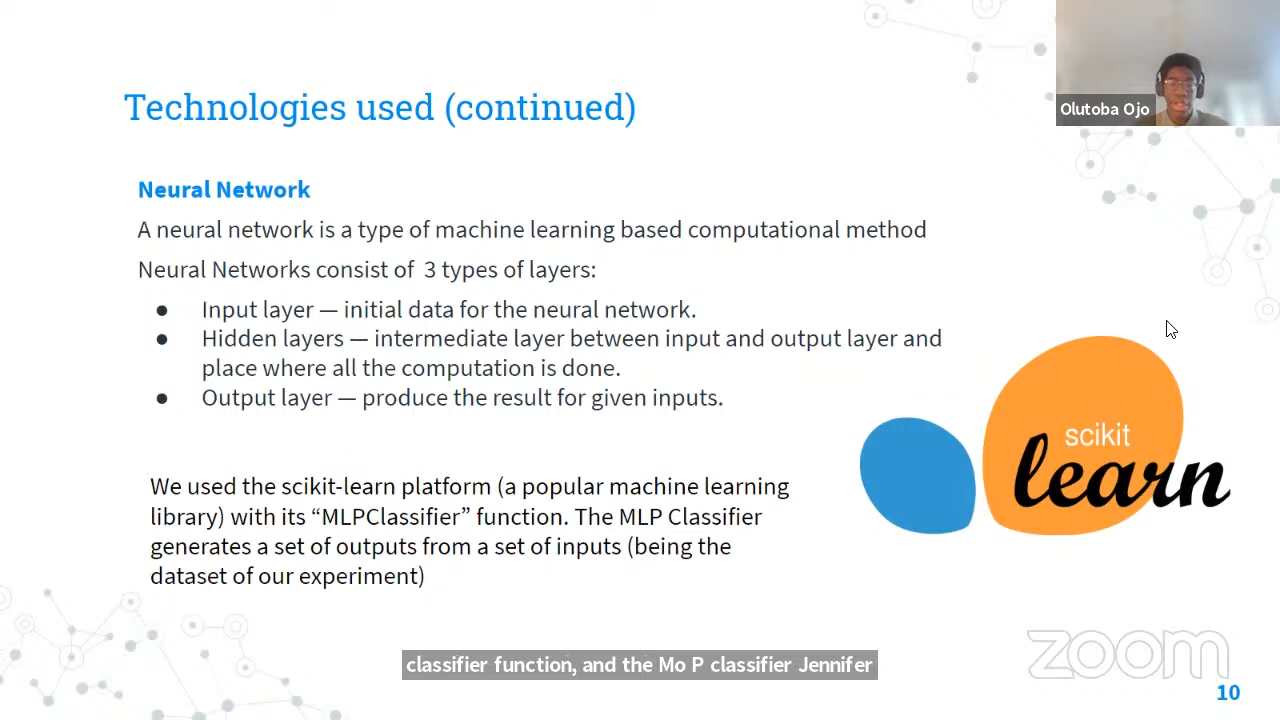 Olutoba Ojo
Technologies used (continued)
Neural Network
A neural network is a type of machine learning based computational method
Neural Networks consist of 3 types of layers:
● Input layer — initial data for the neural network.
● Hidden layers — intermediate layer between input and output layer and
place where all the computation is done.
● Output layer — produce the result for given inputs.
scikit
learn
We used the scikit-learn platform (a popular machine learning
library) with its “MLPClassifier” function. The MLP Classifier
generates a set of outputs from a set of inputs (being the
dataset of our experiment)
classifier function, and the Mo P classifier Jennifer
zoom
10